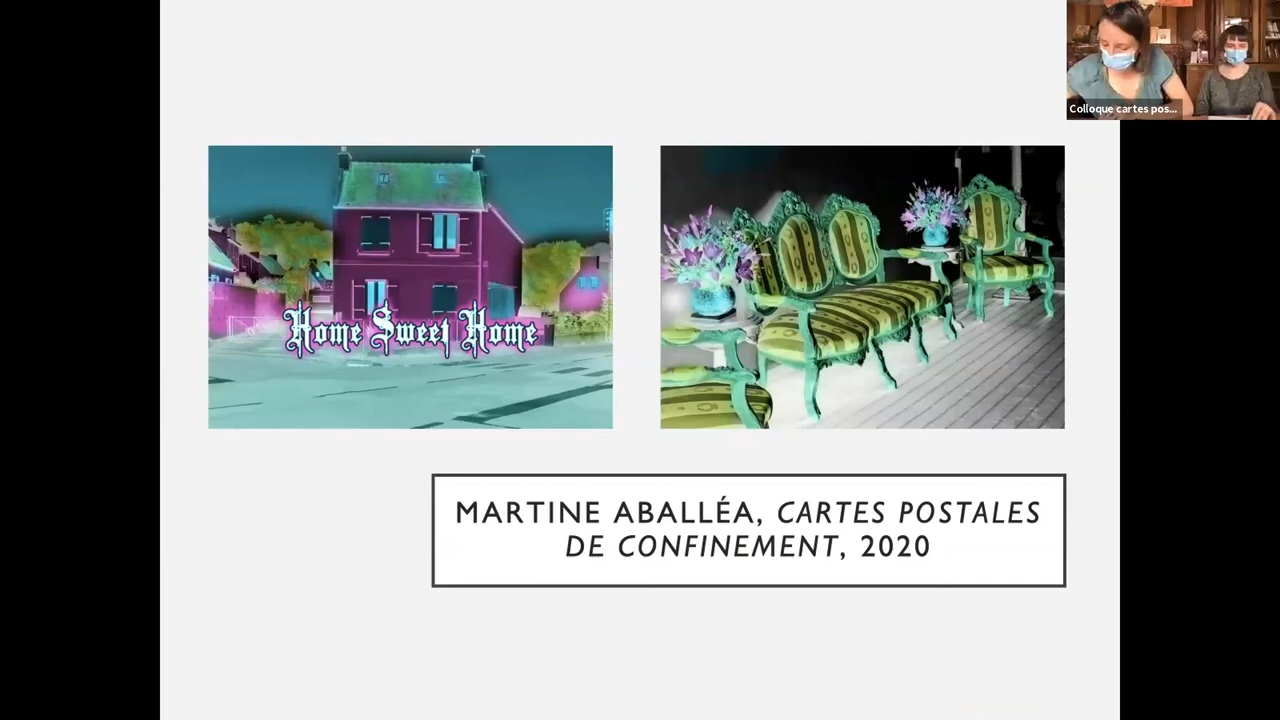 Colloque cartes pos...
Home Sweet Home
MARTINE ABALLÉA, CARTES POSTALES
DE CONFINEMENT, 2020